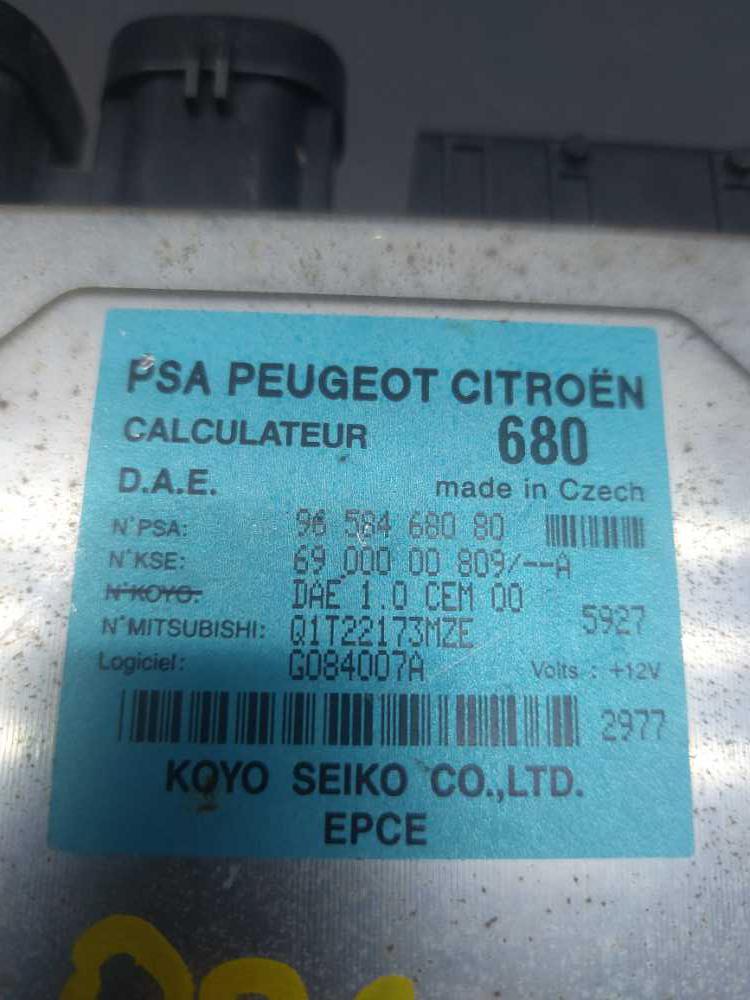 PSA PEUGEOT CITROËN
CALCULATEUR 680
D.A.E. made in Czech
N°PSA: 96 584 680 80
N°KSE: 69 000 00 809/--A
N°KOYO: DAE 1.0 CEM 00 5927
N°MITSUBISHI: Q1T22173MZE
Logiciel: G084007A Volts : +12V
2977
KOYO SEIKO CO.,LTD.
EPCE